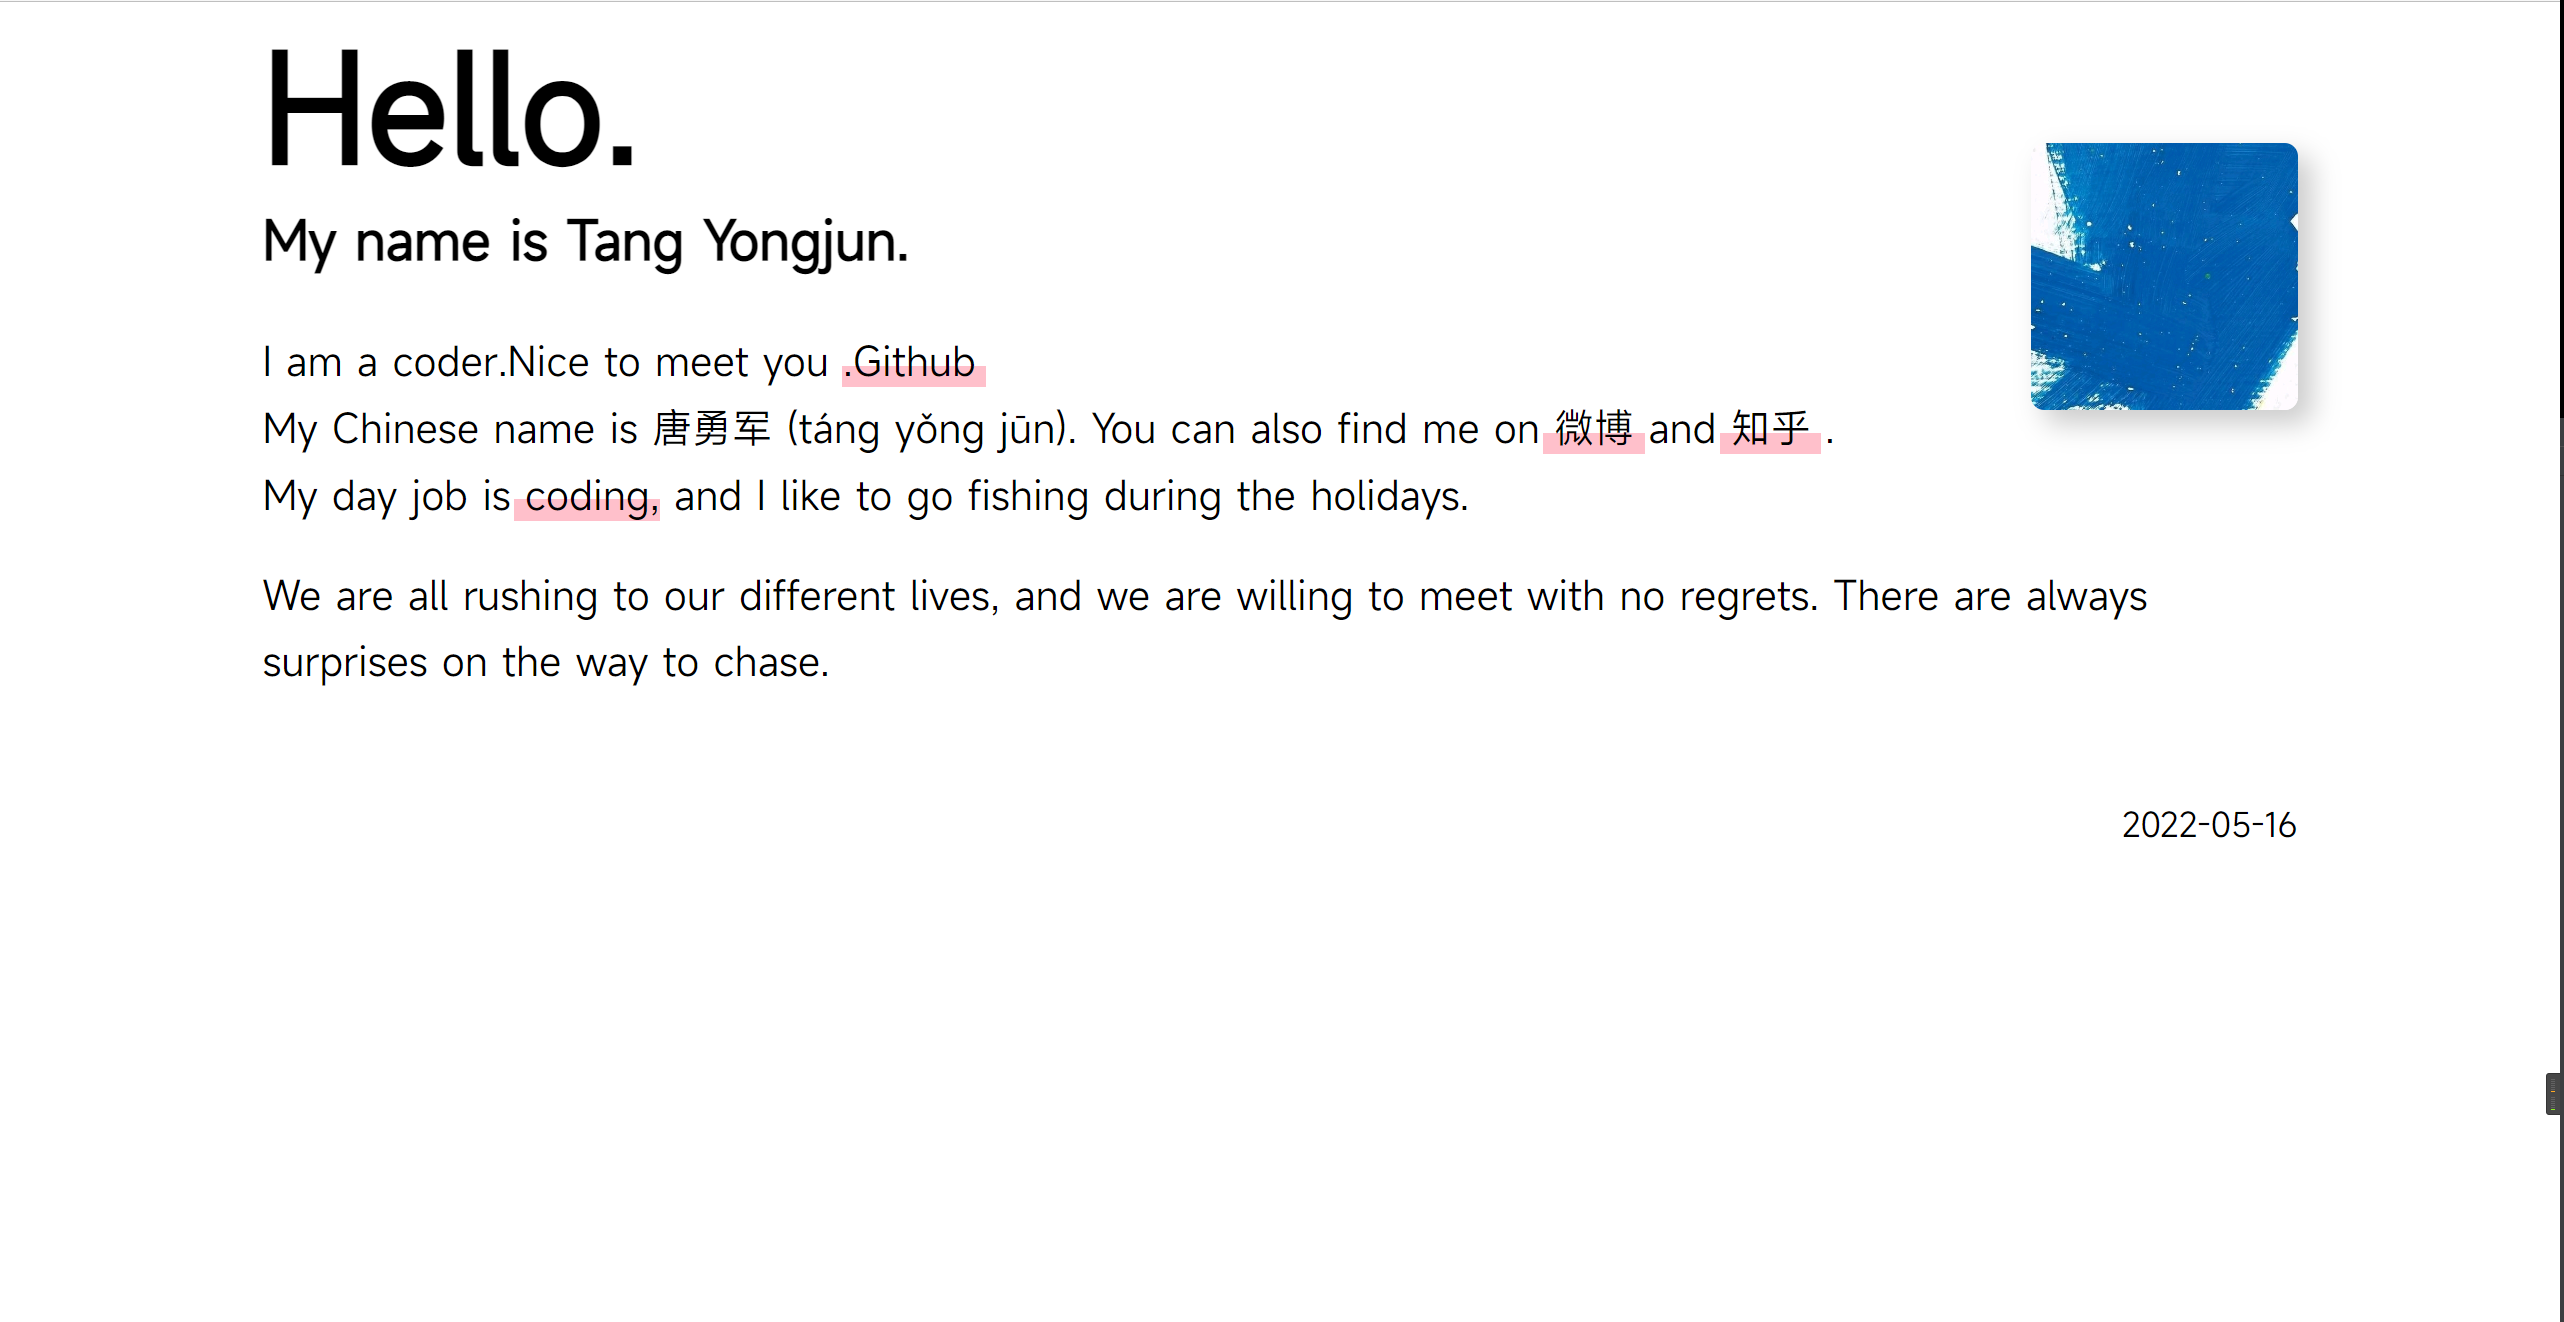 Hello.
My name is Tang Yongjun.
I am a coder.Nice to meet you .Github
My Chinese name is 唐勇军 (táng yǒng jūn). You can also find me on 微博 and 知乎 .
My day job is coding, and I like to go fishing during the holidays.
We are all rushing to our different lives, and we are willing to meet with no regrets. There are always
surprises on the way to chase.
2022-05-16